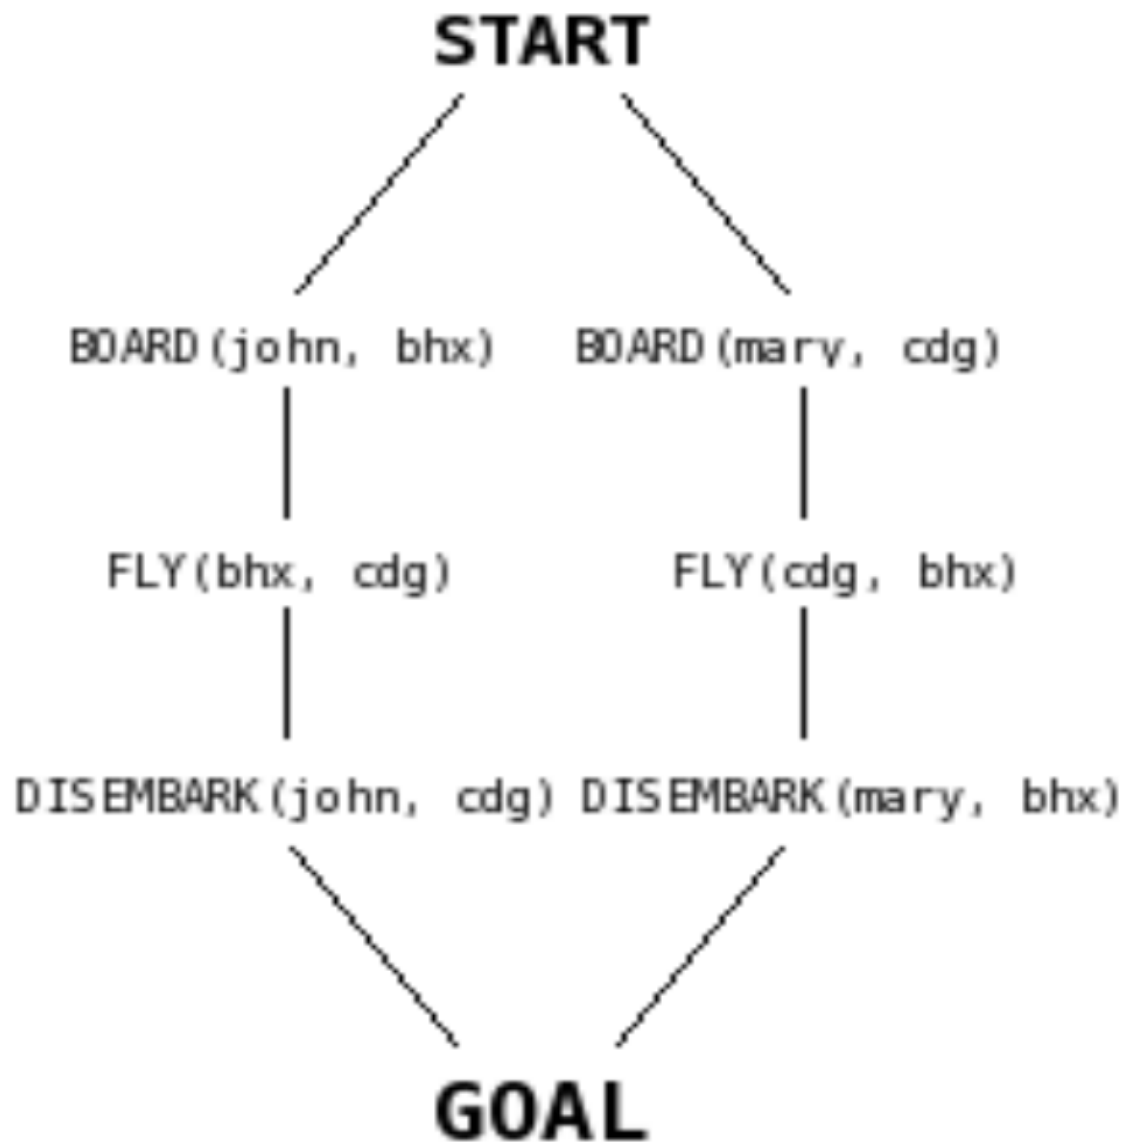 START
BOARD(john, bhx) BOARD(mary, cdg)
FLY(bhx, cdg) FLY(cdg, bhx)
DISEMBARK(john, cdg) DISEMBARK(mary, bhx)
GOAL